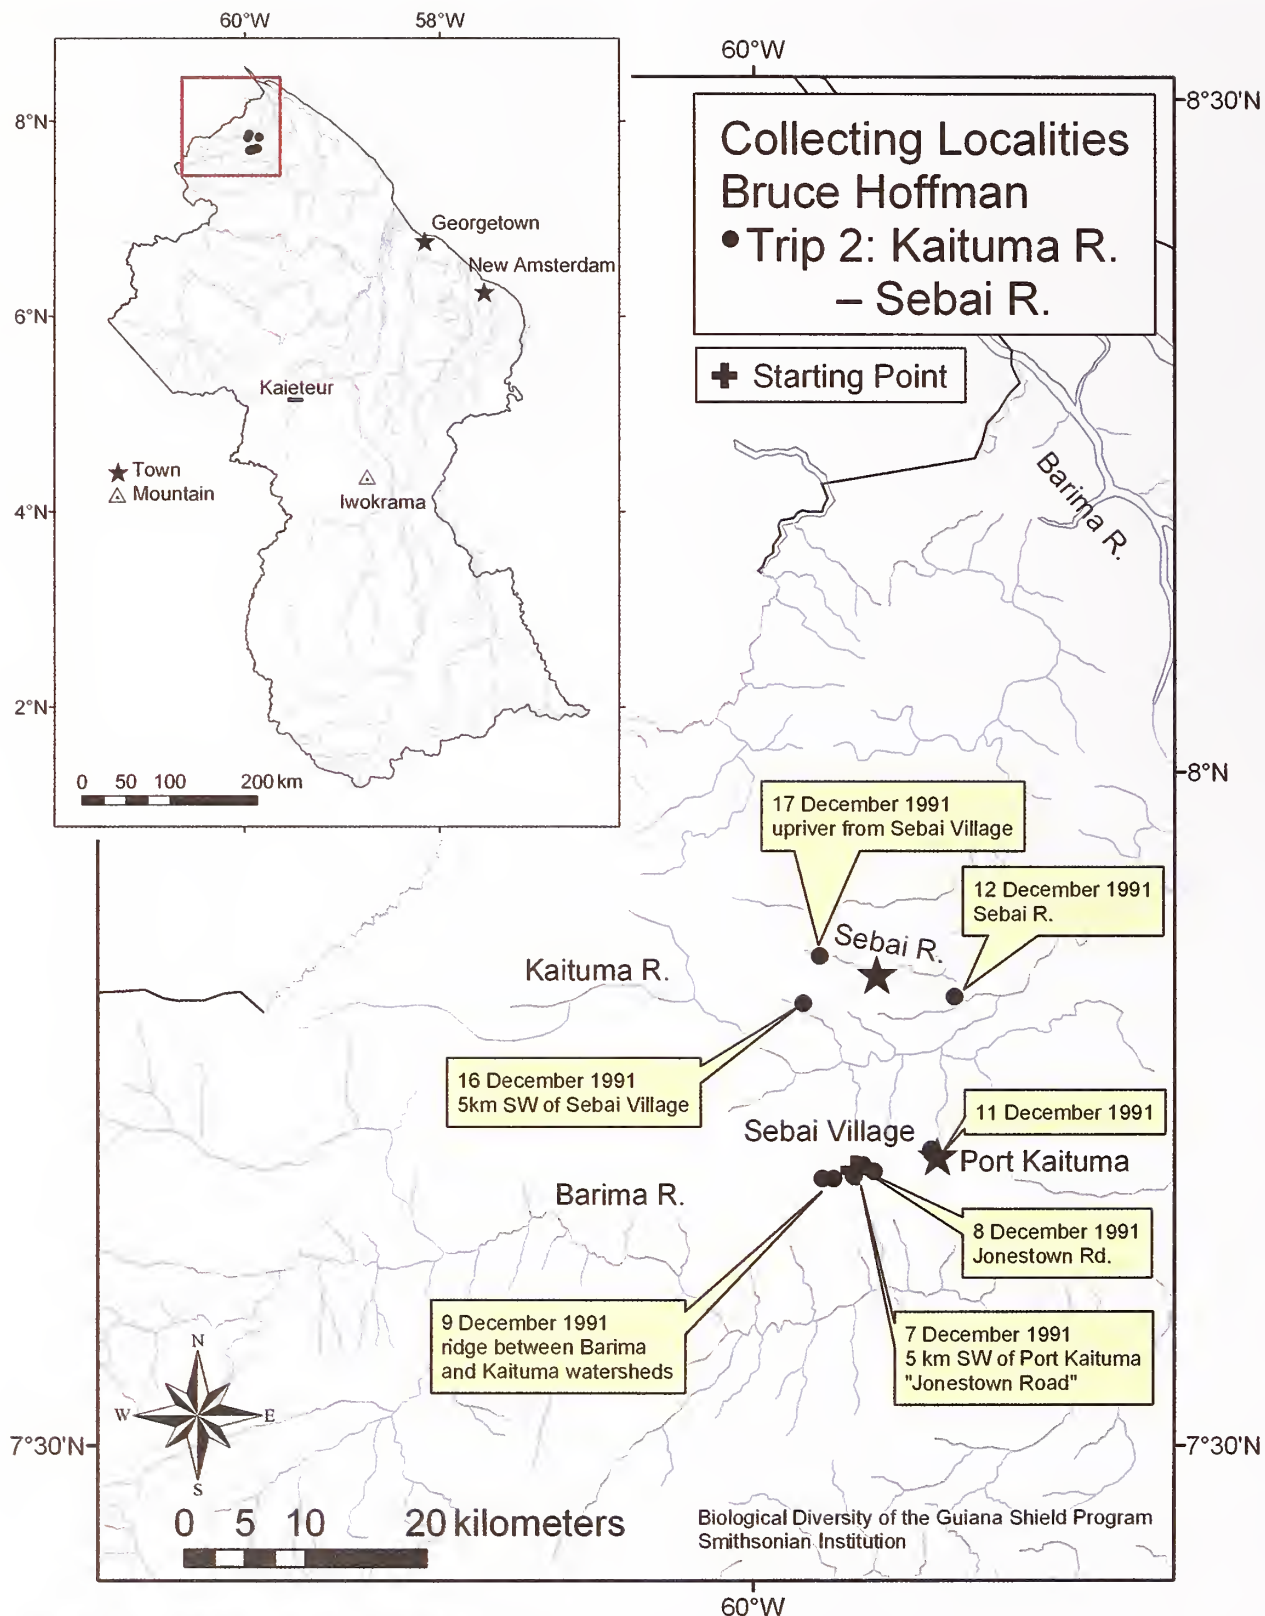 60°W
58°W
8°N
6°N
4°N
2°N
Georgetown
New Amsterdam
Kaieteur
Iwokrama
Town
Mountain
0 50 100 200 km
60°W
8°30'N
Collecting Localities
Bruce Hoffman
Trip 2: Kaituma R.
– Sebai R.
Starting Point
Barima R.
8°N
17 December 1991
upriver from Sebai Village
12 December 1991
Sebai R.
Sebai R.
Kaituma R.
16 December 1991
5km SW of Sebai Village
11 December 1991
Sebai Village
Port Kaituma
Barima R.
8 December 1991
Jonestown Rd.
9 December 1991
ridge between Barima
and Kaituma watersheds
7 December 1991
5 km SW of Port Kaituma
"Jonestown Road"
N
W E
S
7°30'N
7°30'N
0 5 10 20 kilometers
Biological Diversity of the Guiana Shield Program
Smithsonian Institution
60°W